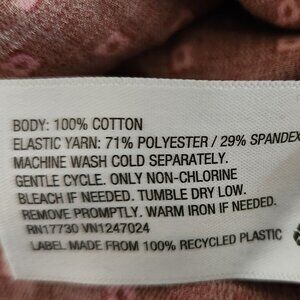 BODY: 100% COTTON
ELASTIC YARN: 71% POLYESTER / 29% SPANDEX
MACHINE WASH COLD SEPARATELY.
GENTLE CYCLE. ONLY NON-CHLORINE
BLEACH IF NEEDED. TUMBLE DRY LOW.
REMOVE PROMPTLY. WARM IRON IF NEEDED.
RN17730 VN1247024
LABEL MADE FROM 100% RECYCLED PLASTIC